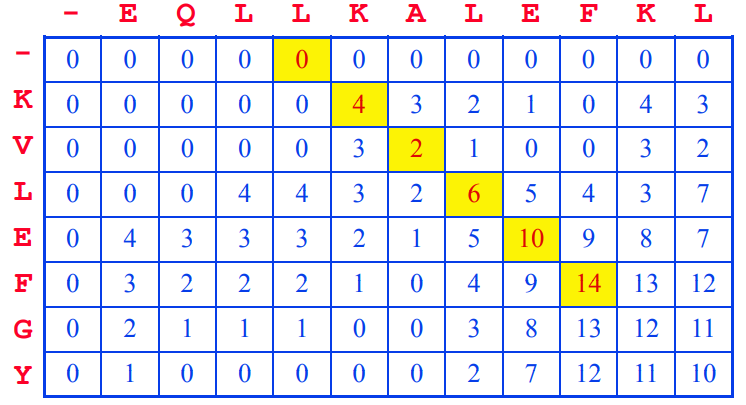 - E Q L L K A L E F K L
- 0 0 0 0 0 0 0 0 0 0 0 0
K 0 0 0 0 0 4 3 2 1 0 4 3
V 0 0 0 0 0 3 2 1 0 0 3 2
L 0 0 0 4 4 3 2 6 5 4 3 7
E 0 4 3 3 3 2 1 5 10 9 8 7
F 0 3 2 2 2 1 0 4 9 14 13 12
G 0 2 1 1 1 0 0 3 8 13 12 11
Y 0 1 0 0 0 0 0 2 7 12 11 10